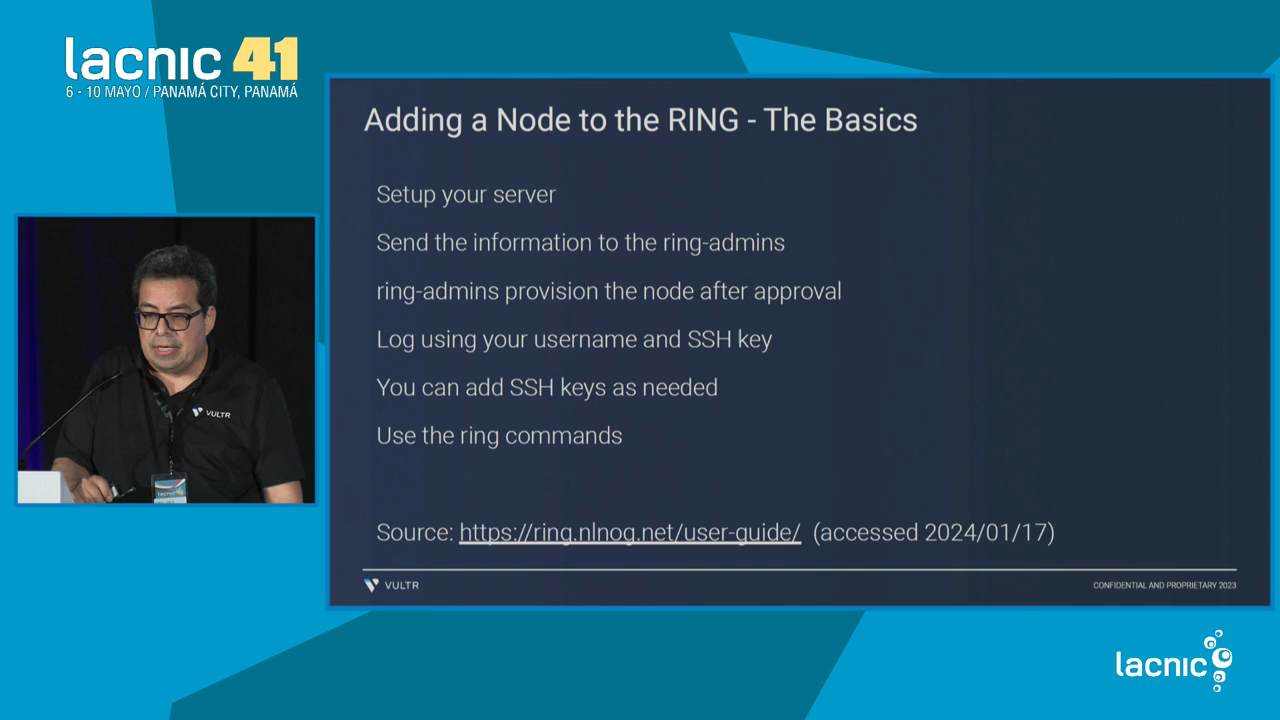 lacnic 41
6 - 10 MAYO / PANAMÁ CITY, PANAMÁ
Adding a Node to the RING - The Basics
Setup your server
Send the information to the ring-admins
ring-admins provision the node after approval
Log using your username and SSH key
You can add SSH keys as needed
Use the ring commands
Source: https://ring.nlnog.net/user-guide/ (accessed 2024/01/17)
VULTR
CONFIDENTIAL AND PROPRIETARY 2023
VULTR
lacnic 41
lacnic